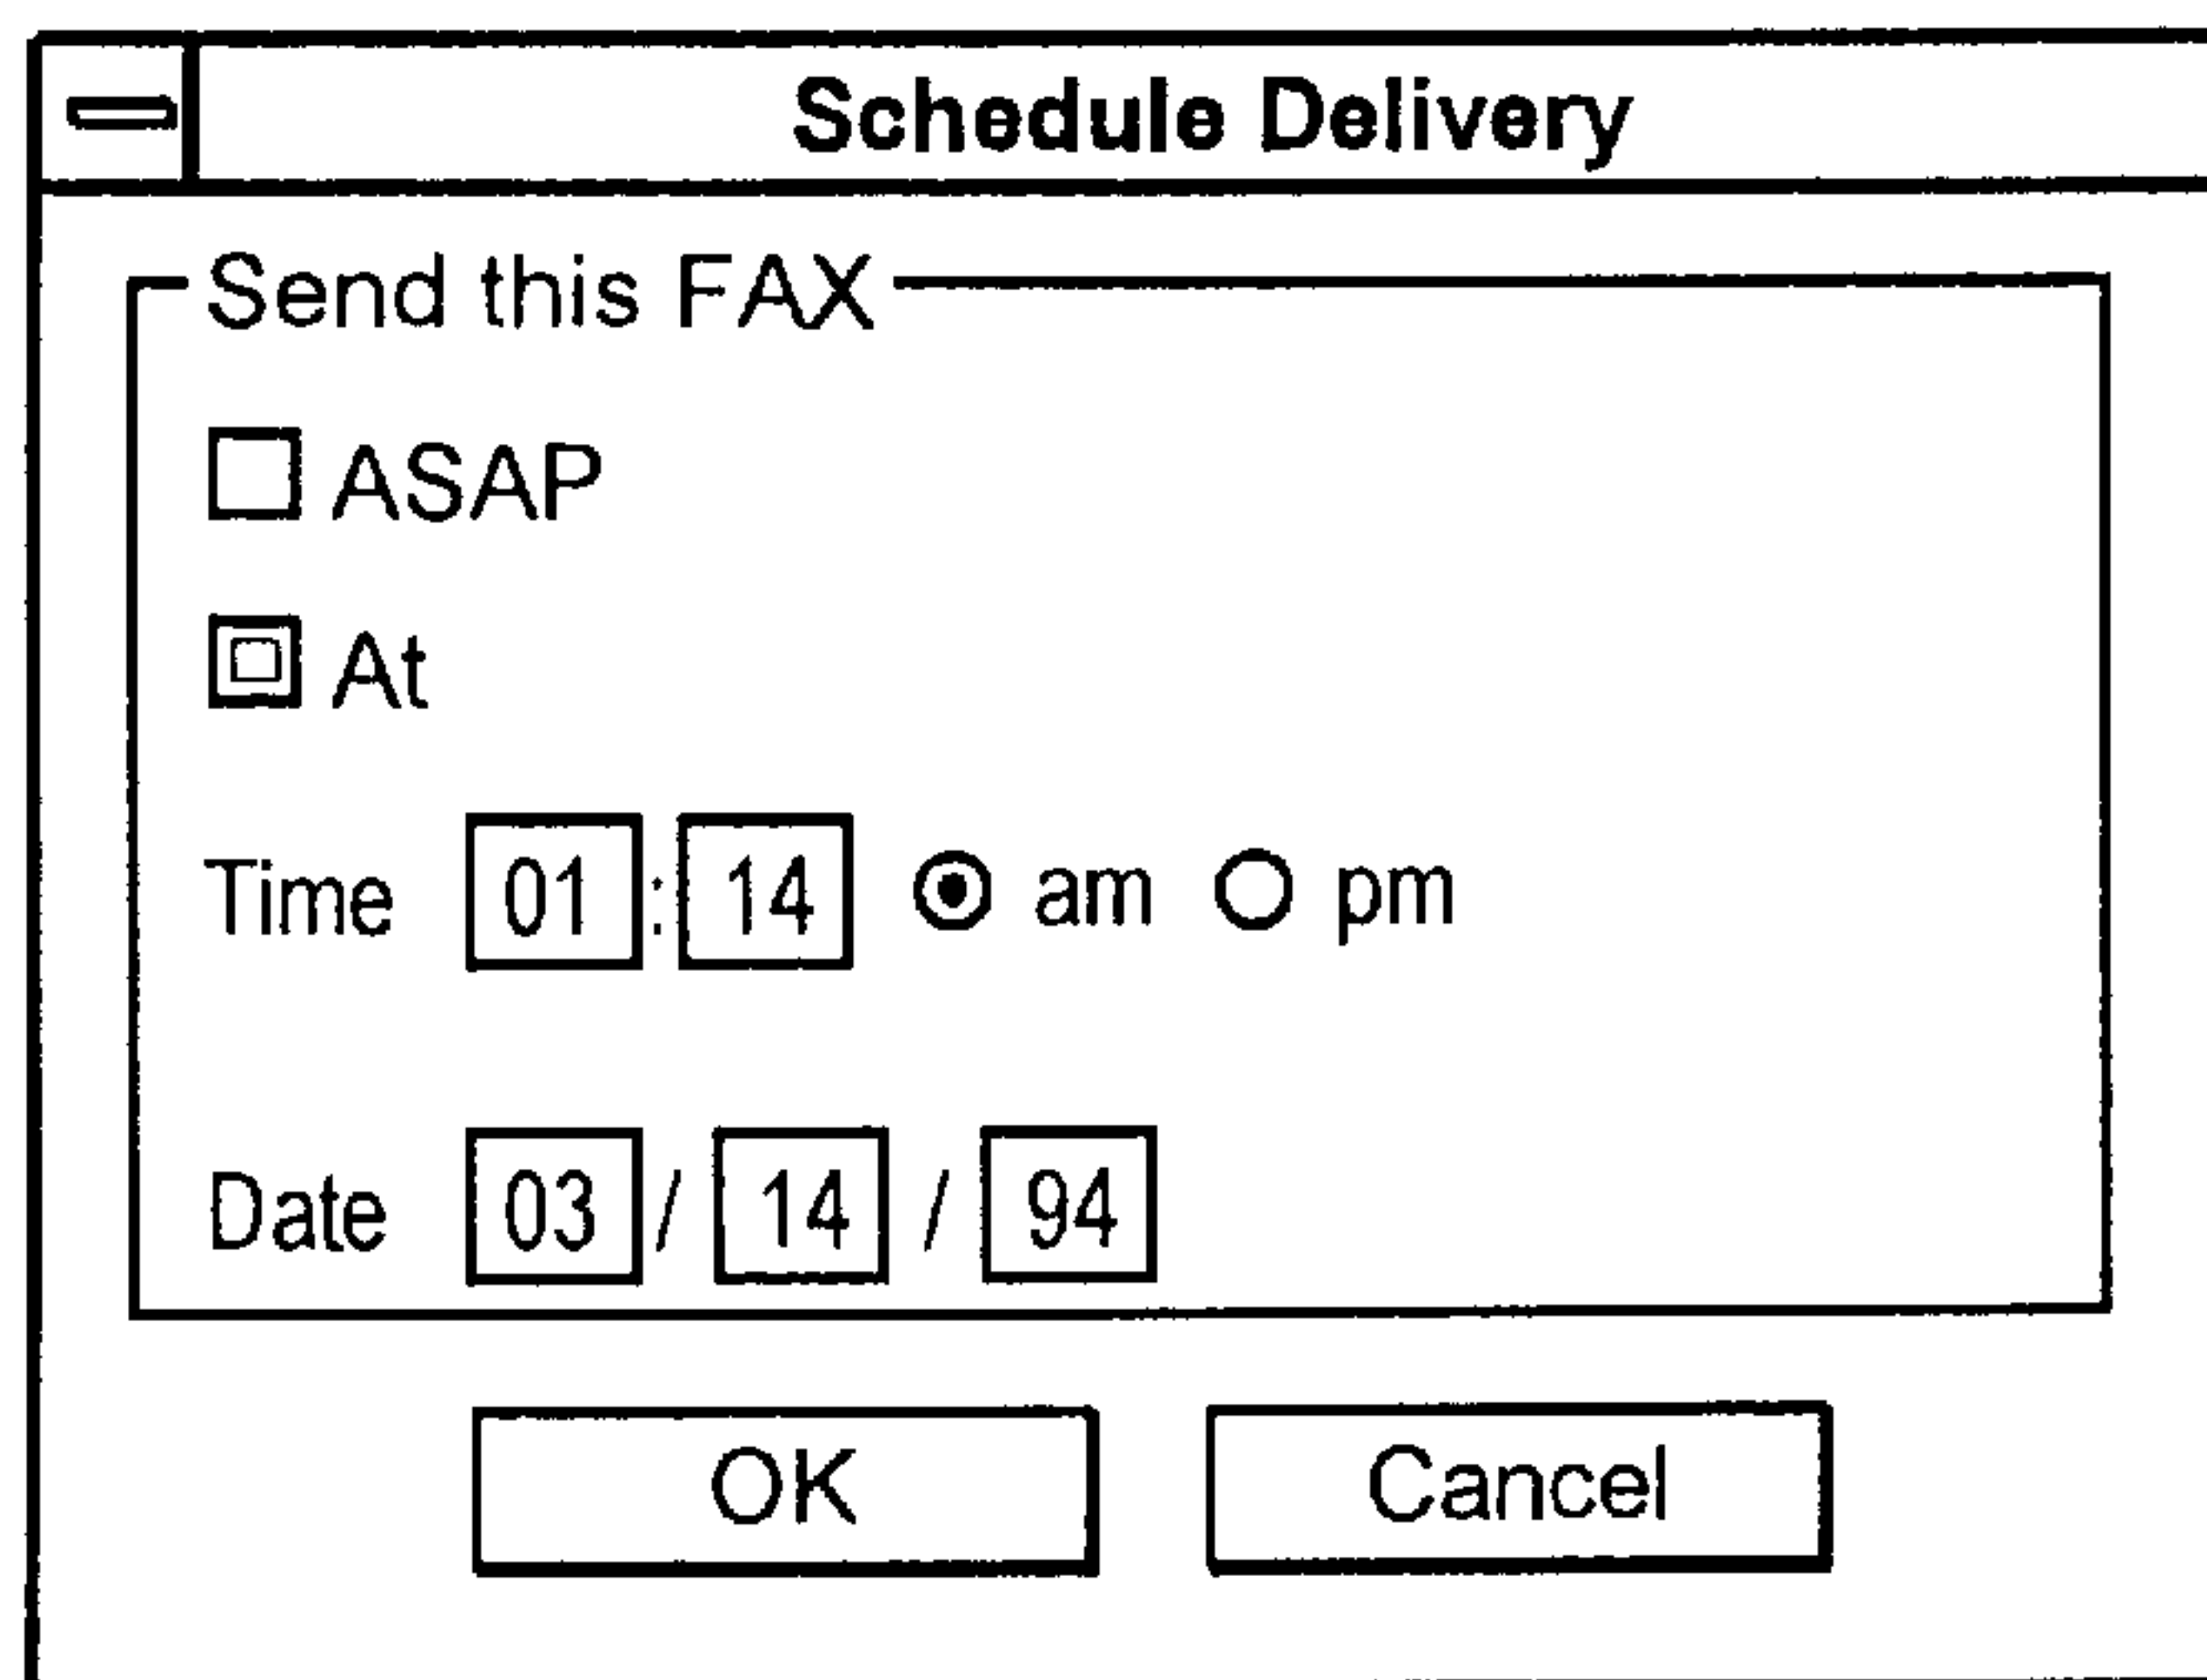 Schedule Delivery
Send this FAX
ASAP
At
Time 01 : 14 am pm
Date 03 / 14 / 94
OK Cancel